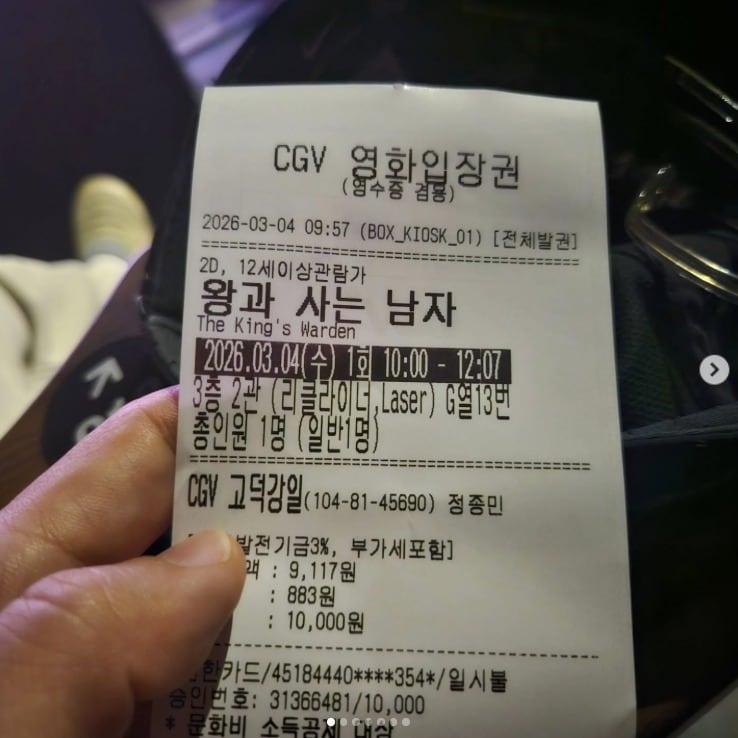 CGV 영화입장권
(영수증 겸용)
2026-03-04 09:57 (BOX_KIOSK_01) [전체발권]
2D, 12세이상관람가
왕과 사는 남자
The King's Warden
2026.03.04(수) 1회 10:00 - 12:07
3층 2관 (리클라이너,Laser) G열13번
총인원 1명 (일반1명)
CGV 고덕강일(104-81-45690) 정종민
발전기금3%, 부가세포함]
액 : 9,117원
: 883원
: 10,000원
한카드/45184440****354*/일시불
승인번호: 31366481/10,000
* 문화비 소득공제 대상